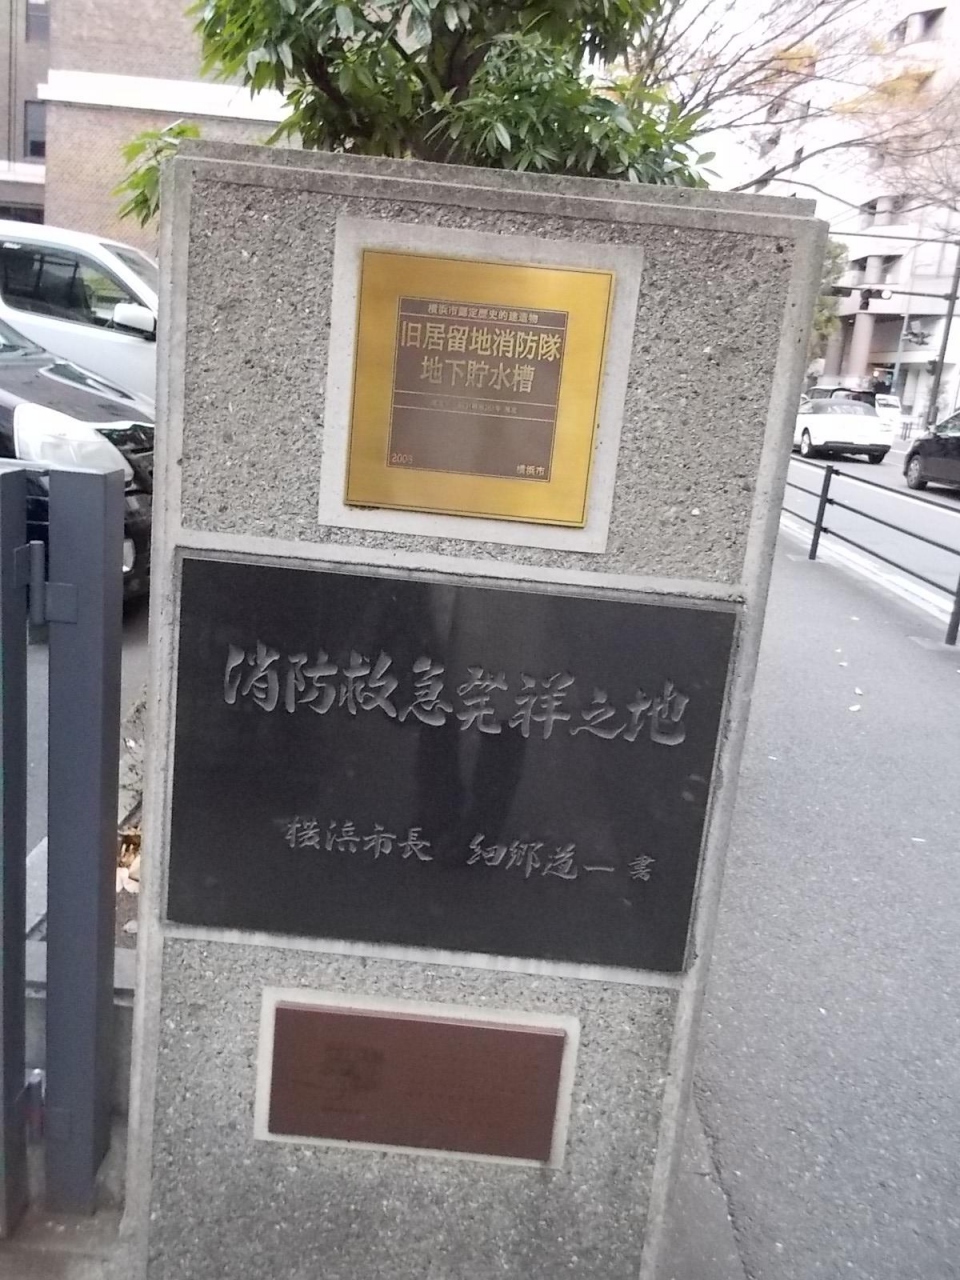 横浜市認定歴史的建造物
旧居留地消防隊
地下貯水槽
2003
横浜市
消防救急発祥之地
横浜市長 細郷道一書